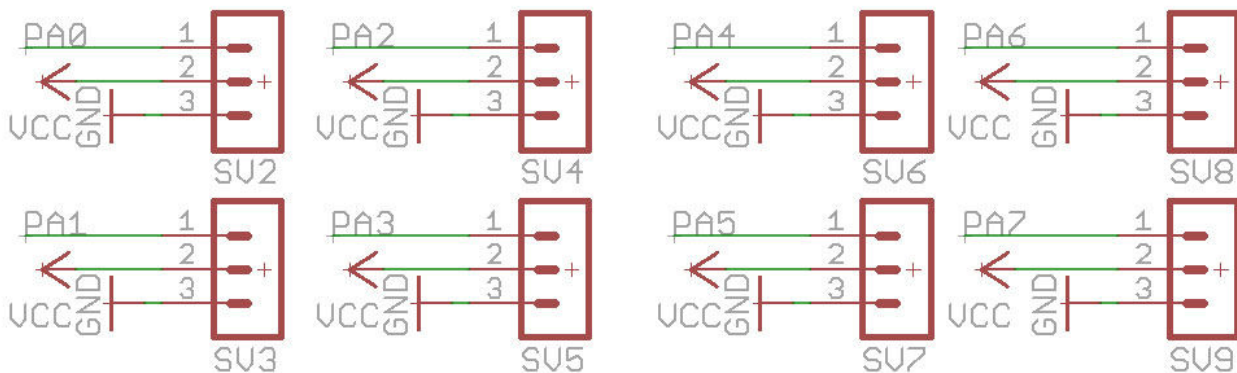 PA0 1 PA2 1 PA4 1 PA6 1
2 2 2 2
VCC GND 3 VCC GND 3 VCC GND 3 VCC GND 3
SV2 SV4 SV6 SV8
PA1 1 PA3 1 PA5 1 PA7 1
2 2 2 2
VCC GND 3 VCC GND 3 VCC GND 3 VCC GND 3
SV3 SV5 SV7 SV9